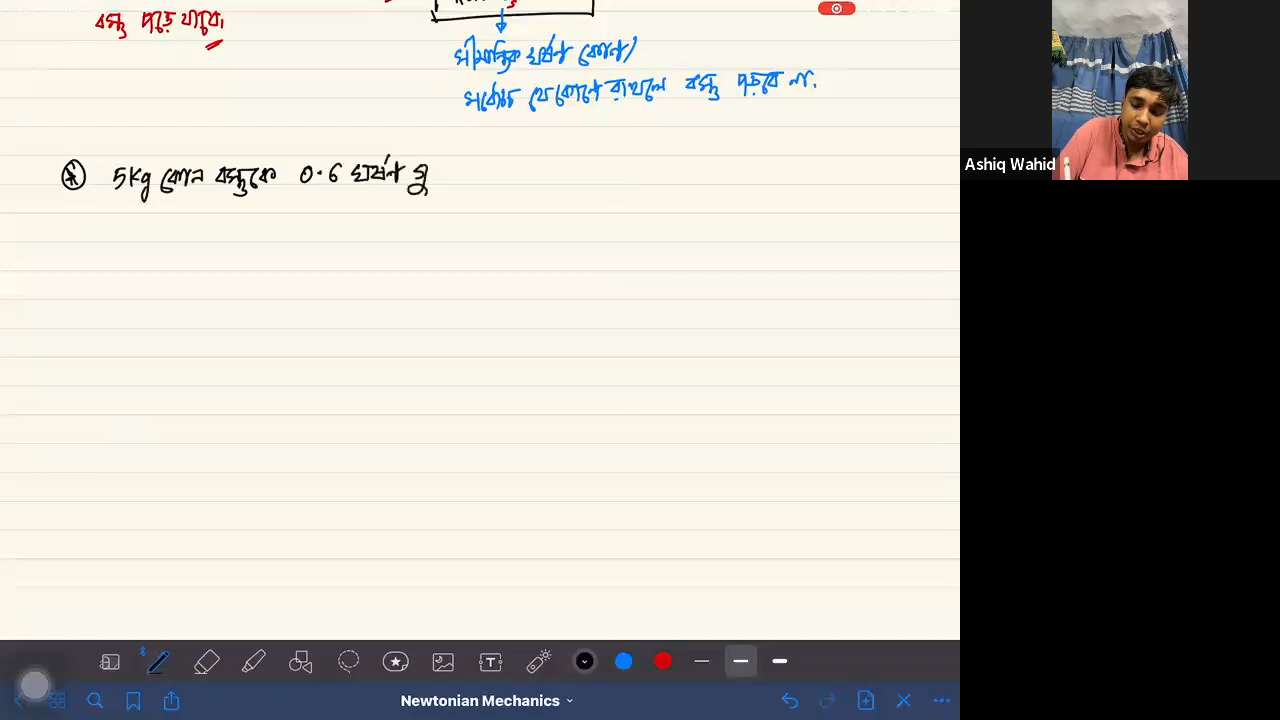 বস্তু পড়ে যাবে।
সীমান্তিক ঘর্ষণ কোণ/
সর্বোচ্চ যে কোণে রাখলে বস্তু পড়বে না.
5kg কোন বস্তুকে 0.6 ঘর্ষণ গু
Ashiq Wahid
Newtonian Mechanics